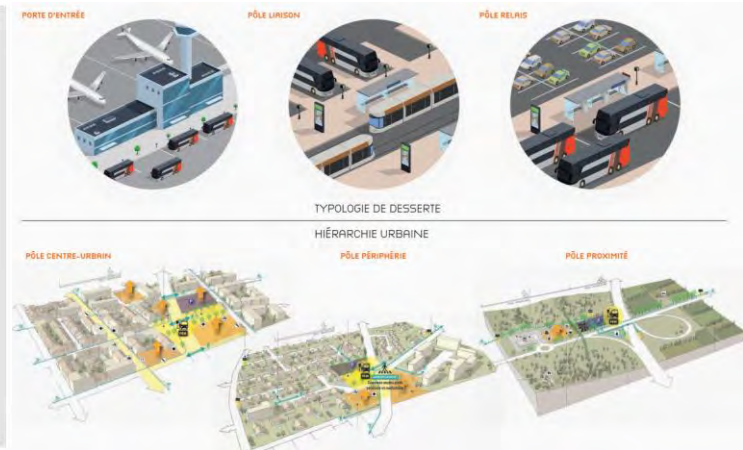 PORTE D'ENTRÉE
PÔLE LIAISON
PÔLE RELAIS
TYPOLOGIE DE DESSERTE
HIÉRARCHIE URBAINE
PÔLE CENTRE-URBAIN
PÔLE PÉRIPHÉRIE
PÔLE PROXIMITÉ